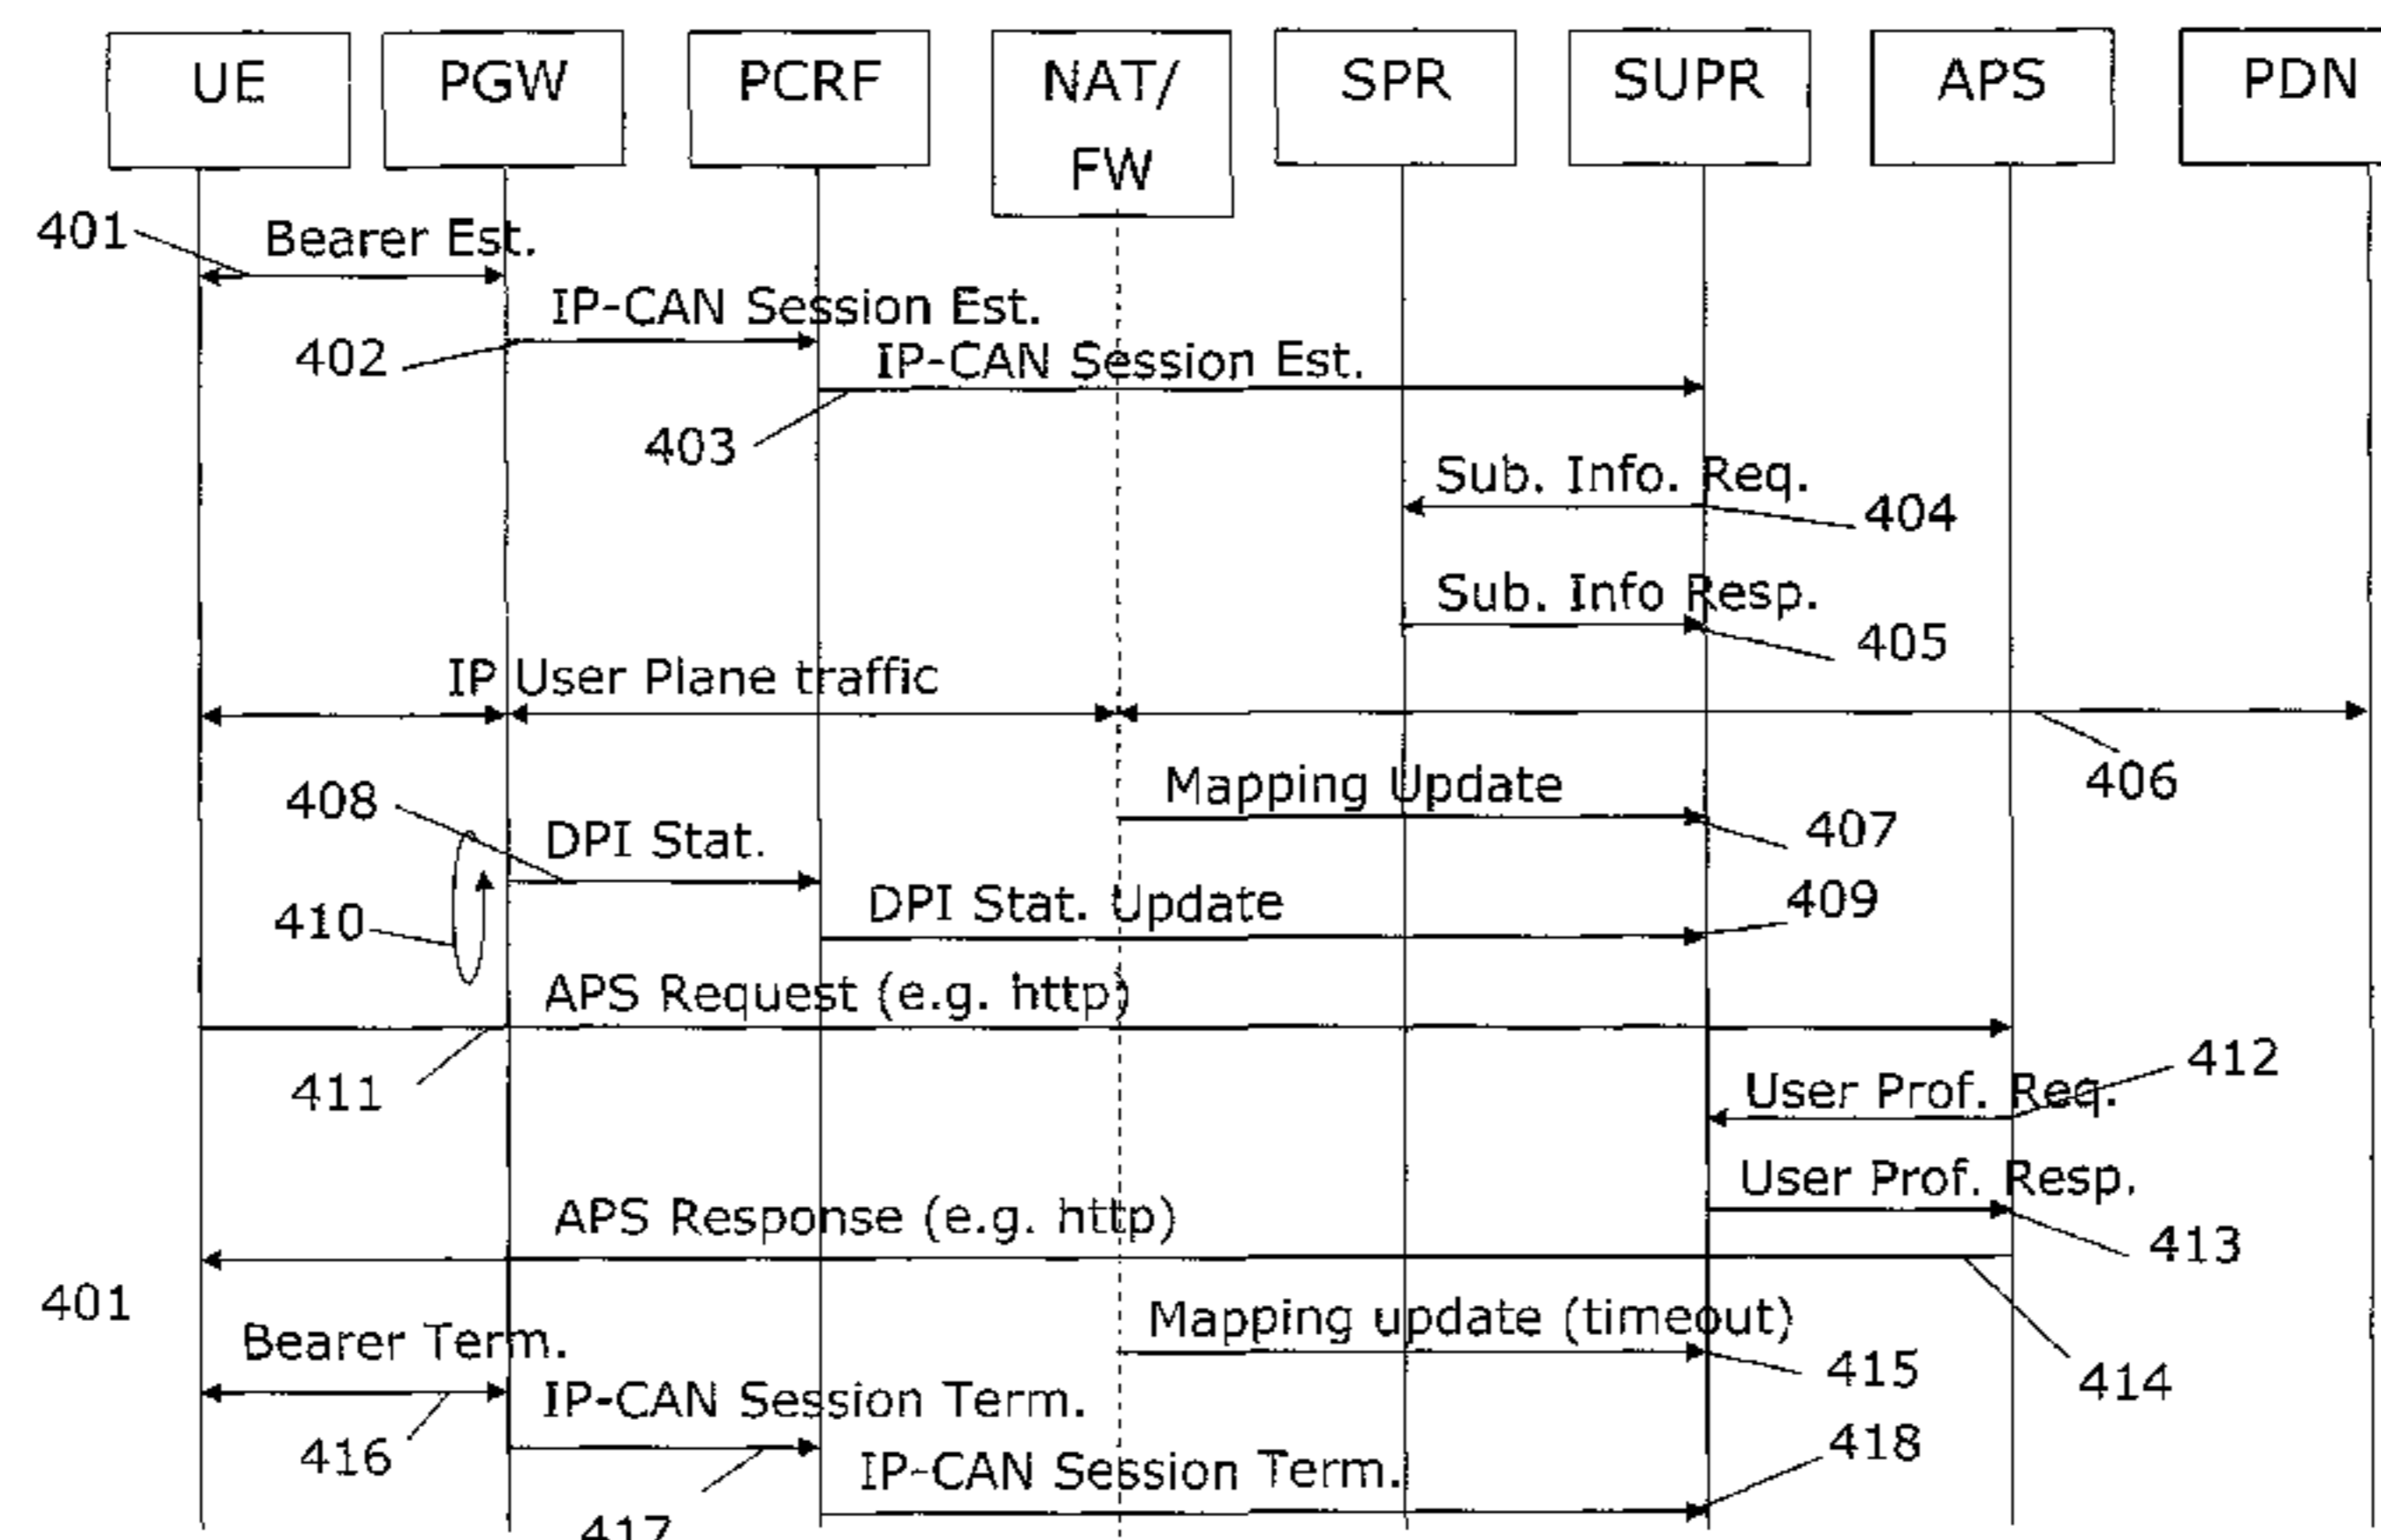 UE
PGW
PCRF
NAT/
FW
SPR
SUPR
APS
PDN
401
Bearer Est.
IP-CAN Session Est.
402
IP-CAN Session Est.
403
Sub. Info. Req.
404
Sub. Info Resp.
405
IP User Plane traffic
406
Mapping Update
407
408
DPI Stat.
DPI Stat. Update
409
410
APS Request (e.g. http)
411
412
User Prof. Req.
User Prof. Resp.
413
APS Response (e.g. http)
414
401
Mapping update (timeout)
415
Bearer Term.
416
IP-CAN Session Term.
417
IP-CAN Session Term.
418